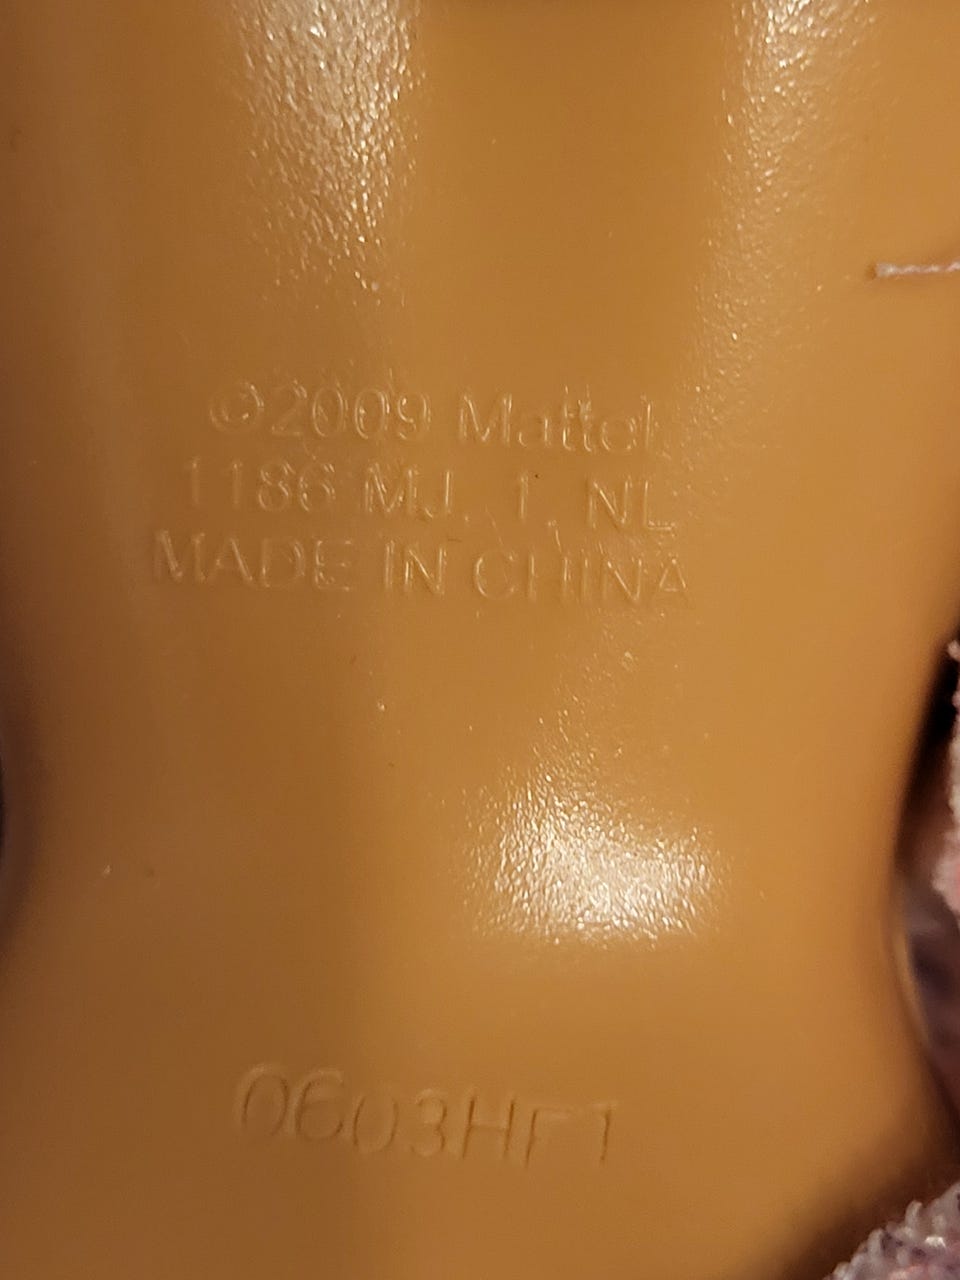 ©2009 Mattel
1186 MJ, 1, NL
MADE IN CHINA
0603HF1